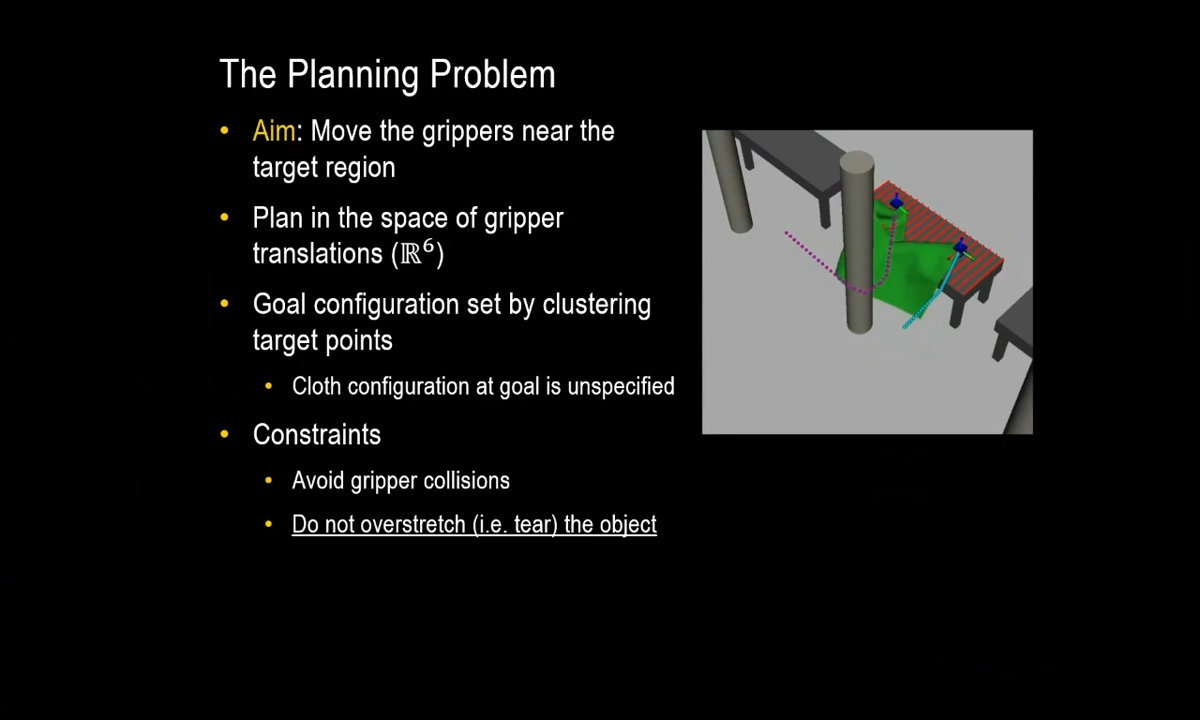 The Planning Problem
• Aim: Move the grippers near the
target region
• Plan in the space of gripper
translations (ℝ⁶)
• Goal configuration set by clustering
target points
• Cloth configuration at goal is unspecified
• Constraints
• Avoid gripper collisions
• Do not overstretch (i.e. tear) the object